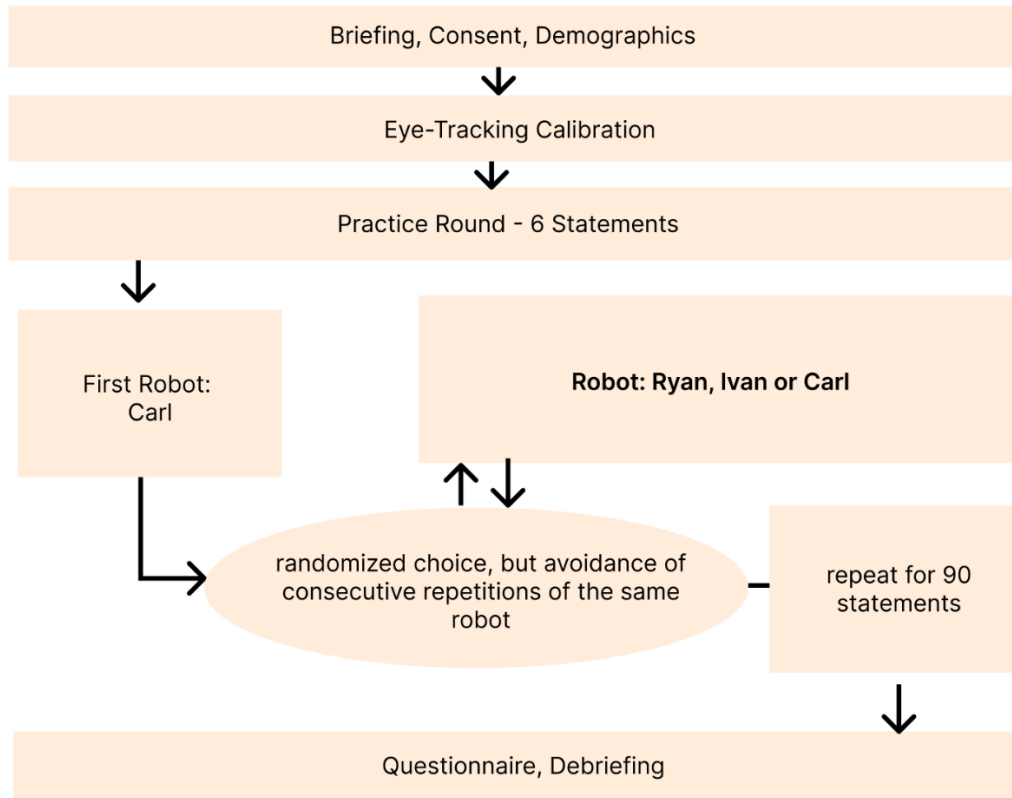 Briefing, Consent, Demographics
Eye-Tracking Calibration
Practice Round - 6 Statements
First Robot:
Carl
Robot: Ryan, Ivan or Carl
randomized choice, but avoidance of
consecutive repetitions of the same
robot
repeat for 90
statements
Questionnaire, Debriefing